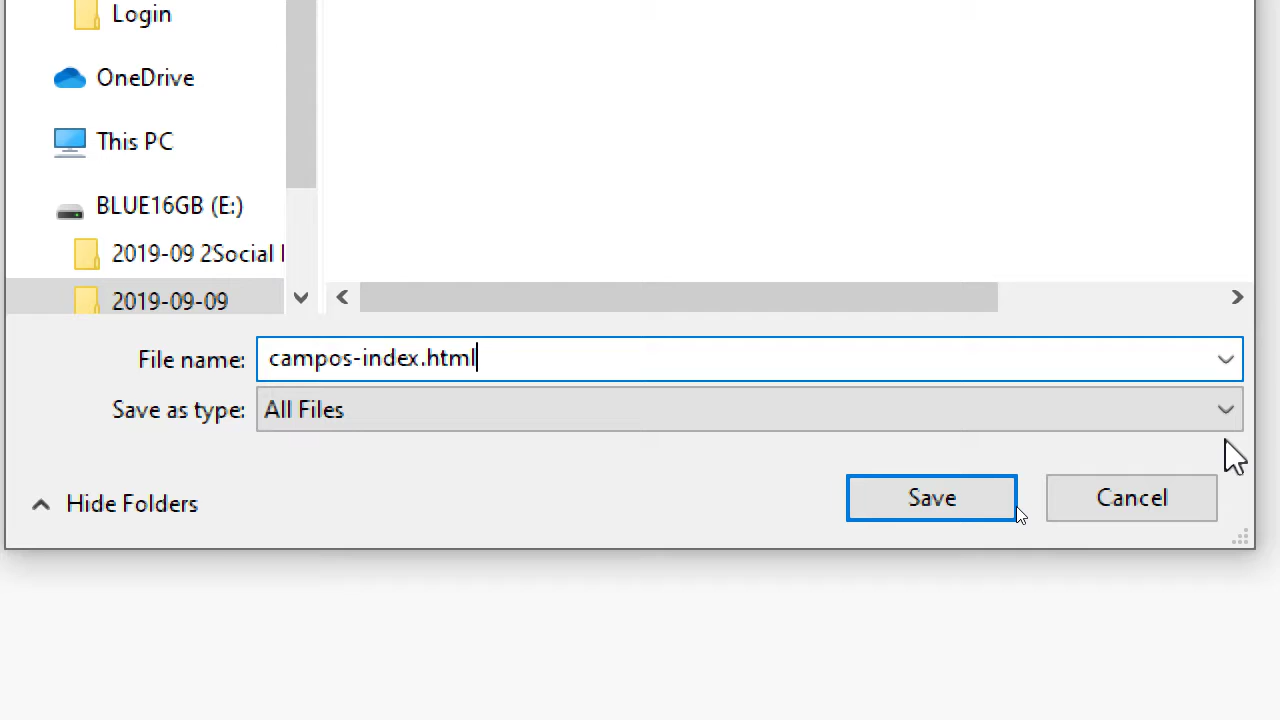 Login
OneDrive
This PC
BLUE16GB (E:)
2019-09 2Social
2019-09-09
File name: campos-index.html
Save as type: All Files
Hide Folders
Save
Cancel